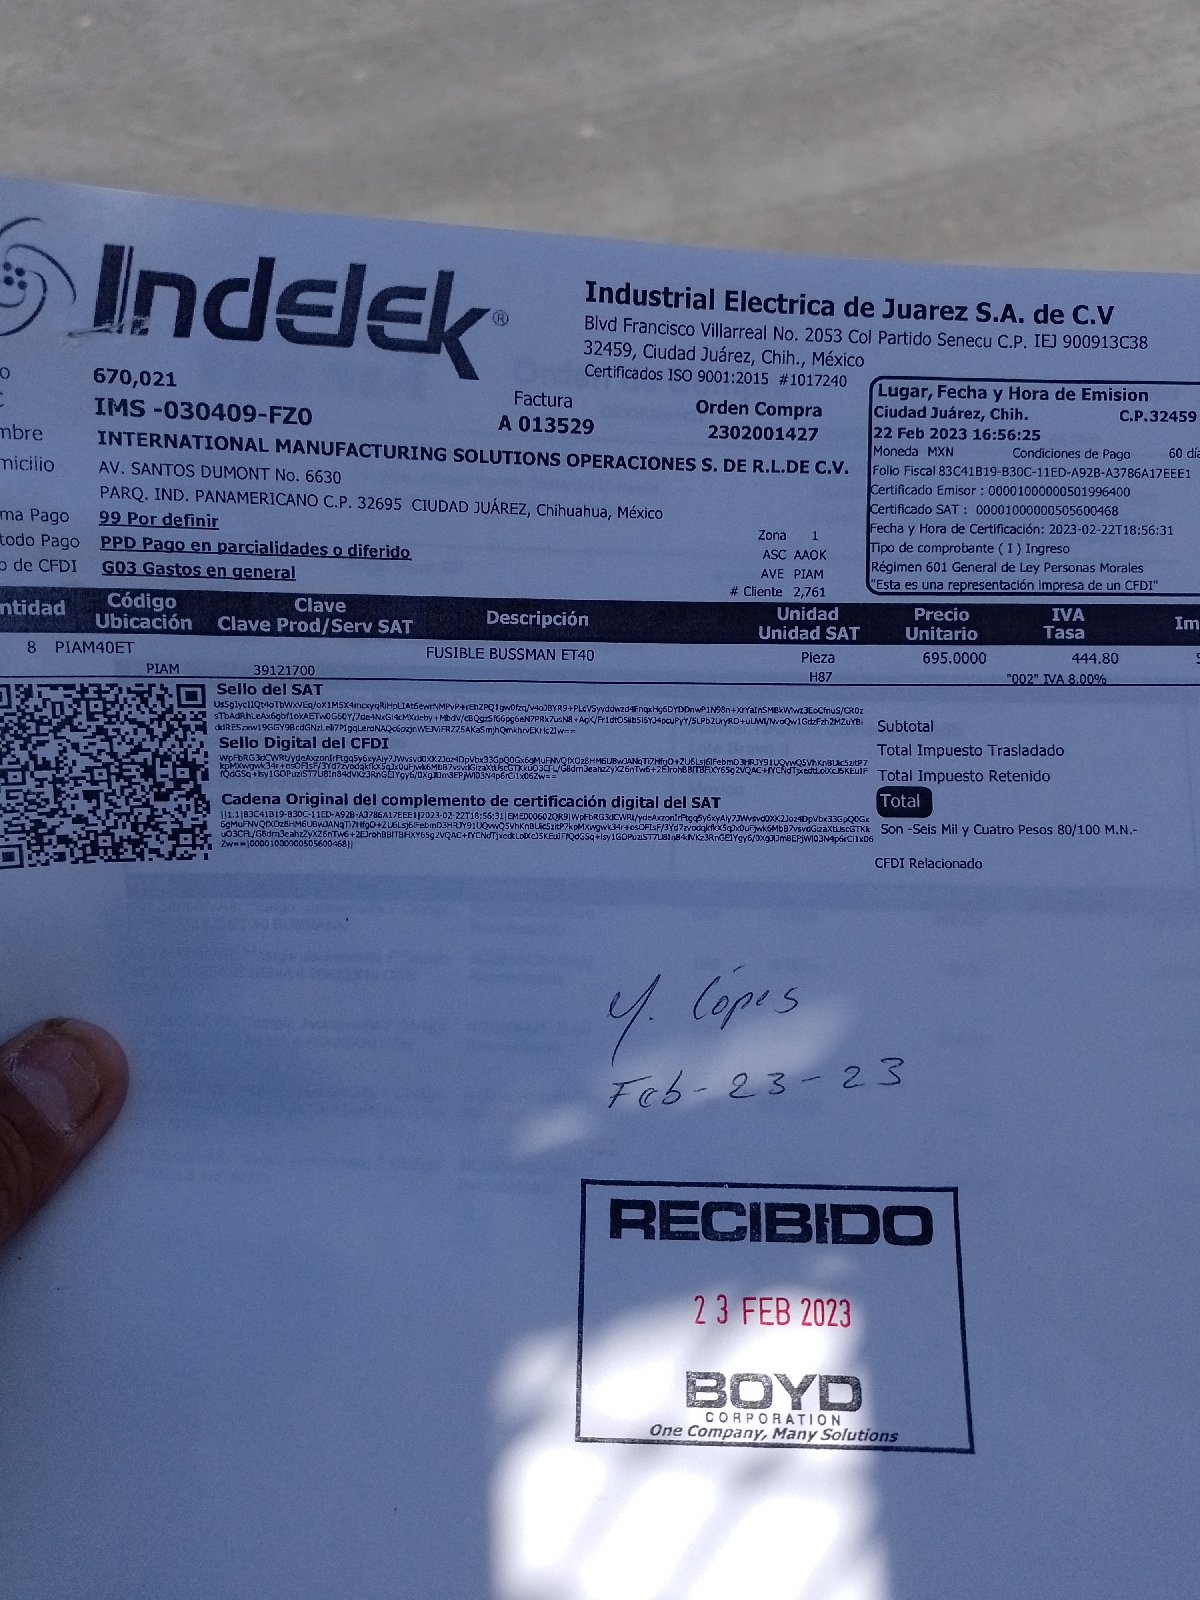 Indelek®
Industrial Electrica de Juarez S.A. de C.V
Blvd Francisco Villarreal No. 2053 Col Partido Senecu C.P. IEJ 900913C38
32459, Ciudad Juárez, Chih., México
Certificados ISO 9001:2015 #1017240
670,021
IMS -030409-FZ0
Factura
A 013529
Orden Compra
2302001427
INTERNATIONAL MANUFACTURING SOLUTIONS OPERACIONES S. DE R.L.DE C.V.
AV. SANTOS DUMONT No. 6630
PARQ. IND. PANAMERICANO C.P. 32695 CIUDAD JUÁREZ, Chihuahua, México
mbre
micilio
ma Pago 99 Por definir
todo Pago PPD Pago en parcialidades o diferido
o de CFDI G03 Gastos en general
Zona 1
ASC AAOK
AVE PIAM
# Cliente 2,761
Lugar, Fecha y Hora de Emision
Ciudad Juárez, Chih. C.P.32459
22 Feb 2023 16:56:25
Moneda MXN Condiciones de Pago 60 día
Folio Fiscal 83C41B19-B30C-11ED-A92B-A3786A17EEE1
Certificado Emisor : 00001000000501996400
Certificado SAT : 00001000000505600468
Fecha y Hora de Certificación: 2023-02-22T18:56:31
Tipo de comprobante ( I ) Ingreso
Régimen 601 General de Ley Personas Morales
"Esta es una representación impresa de un CFDI"
ntidad Código Ubicación Clave Clave Prod/Serv SAT Descripción Unidad Unidad SAT Precio Unitario IVA Tasa Im
8 PIAM40ET FUSIBLE BUSSMAN ET40 Pieza 695.0000 444.80
PIAM 39121700 H87 "002" IVA 8.00%
Sello del SAT
Sello Digital del CFDI
Cadena Original del complemento de certificación digital del SAT
Subtotal
Total Impuesto Trasladado
Total Impuesto Retenido
Total
Son -Seis Mil y Cuatro Pesos 80/100 M.N.-
CFDI Relacionado
Y. Lópes
Feb-23-23
RECIBIDO
23 FEB 2023
BOYD
CORPORATION
One Company, Many Solutions